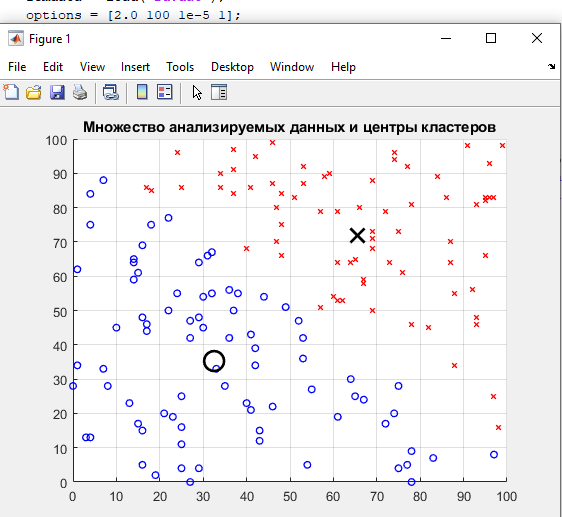 options = [2.0 100 1e-5 1];
Figure 1
File Edit View Insert Tools Desktop Window Help
Множество анализируемых данных и центры кластеров
100
90
80
70
60
50
40
30
20
10
0
0 10 20 30 40 50 60 70 80 90 100